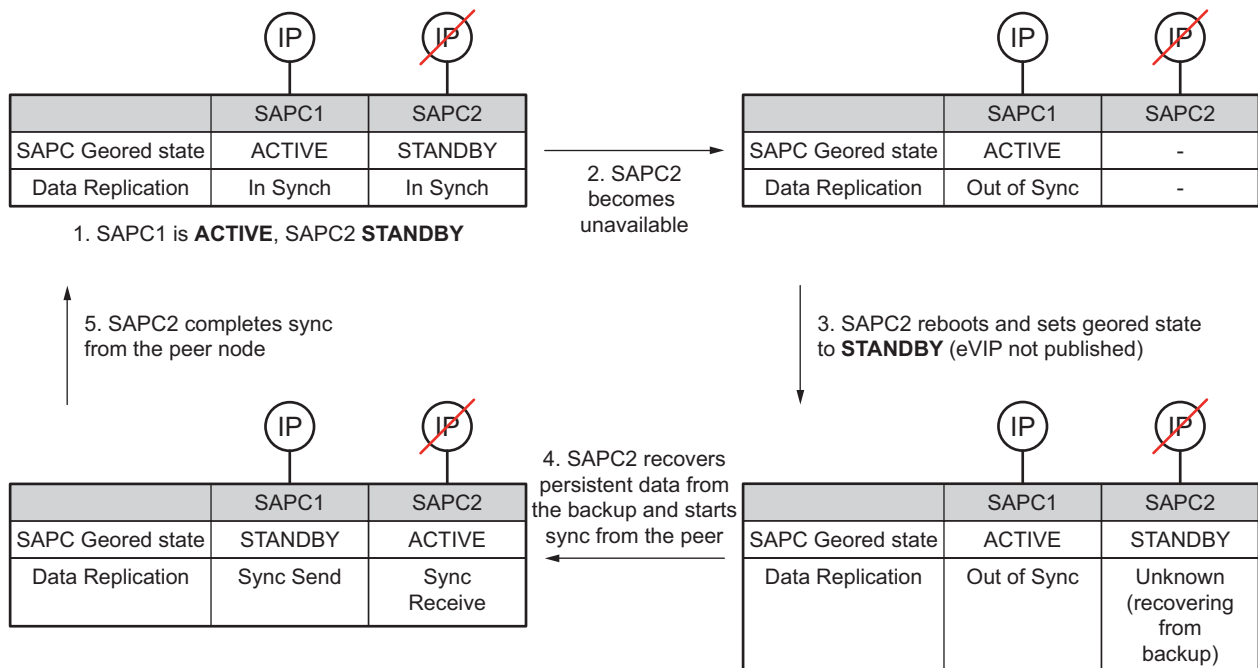 IP
IP
SAPC1 SAPC2
SAPC Geored state ACTIVE STANDBY
Data Replication In Synch In Synch
1. SAPC1 is ACTIVE, SAPC2 STANDBY
2. SAPC2
becomes
unavailable
IP
IP
SAPC1 SAPC2
SAPC Geored state ACTIVE -
Data Replication Out of Sync -
3. SAPC2 reboots and sets geored state
to STANDBY (eVIP not published)
IP
IP
SAPC1 SAPC2
SAPC Geored state ACTIVE STANDBY
Data Replication Out of Sync Unknown
(recovering
from
backup)
4. SAPC2 recovers
persistent data from
the backup and starts
sync from the peer
IP
IP
SAPC1 SAPC2
SAPC Geored state STANDBY ACTIVE
Data Replication Sync Send Sync
Receive
5. SAPC2 completes sync
from the peer node